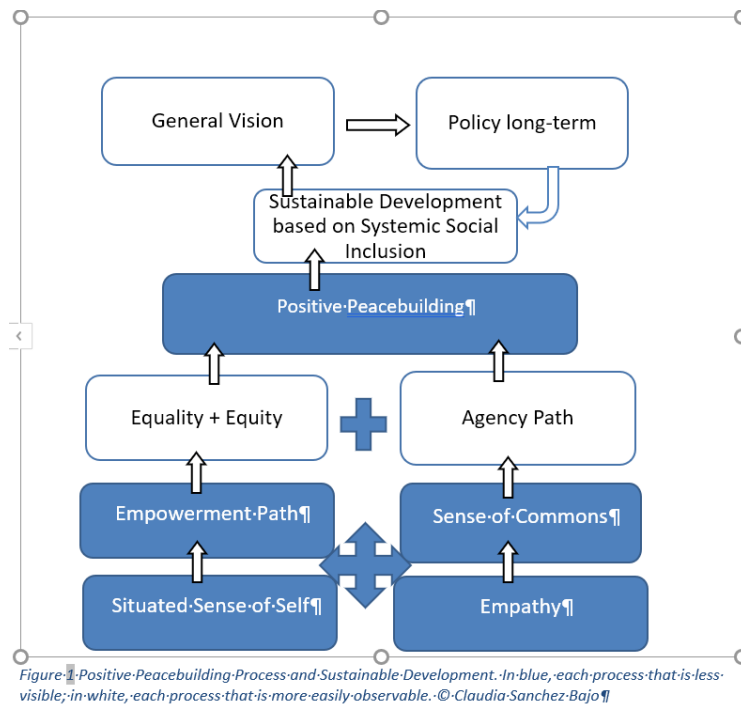 General Vision
Policy long-term
Sustainable Development
based on Systemic Social
Inclusion
Positive·Peacebuilding¶
Equality + Equity
Agency Path
Empowerment·Path¶
Sense·of·Commons¶
Situated·Sense·of·Self¶
Empathy¶
Figure·1·Positive·Peacebuilding·Process·and·Sustainable·Development.·In·blue,·each·process·that·is·less·
visible;·in·white,·each·process·that·is·more·easily·observable.·©·Claudia·Sanchez·Bajo¶